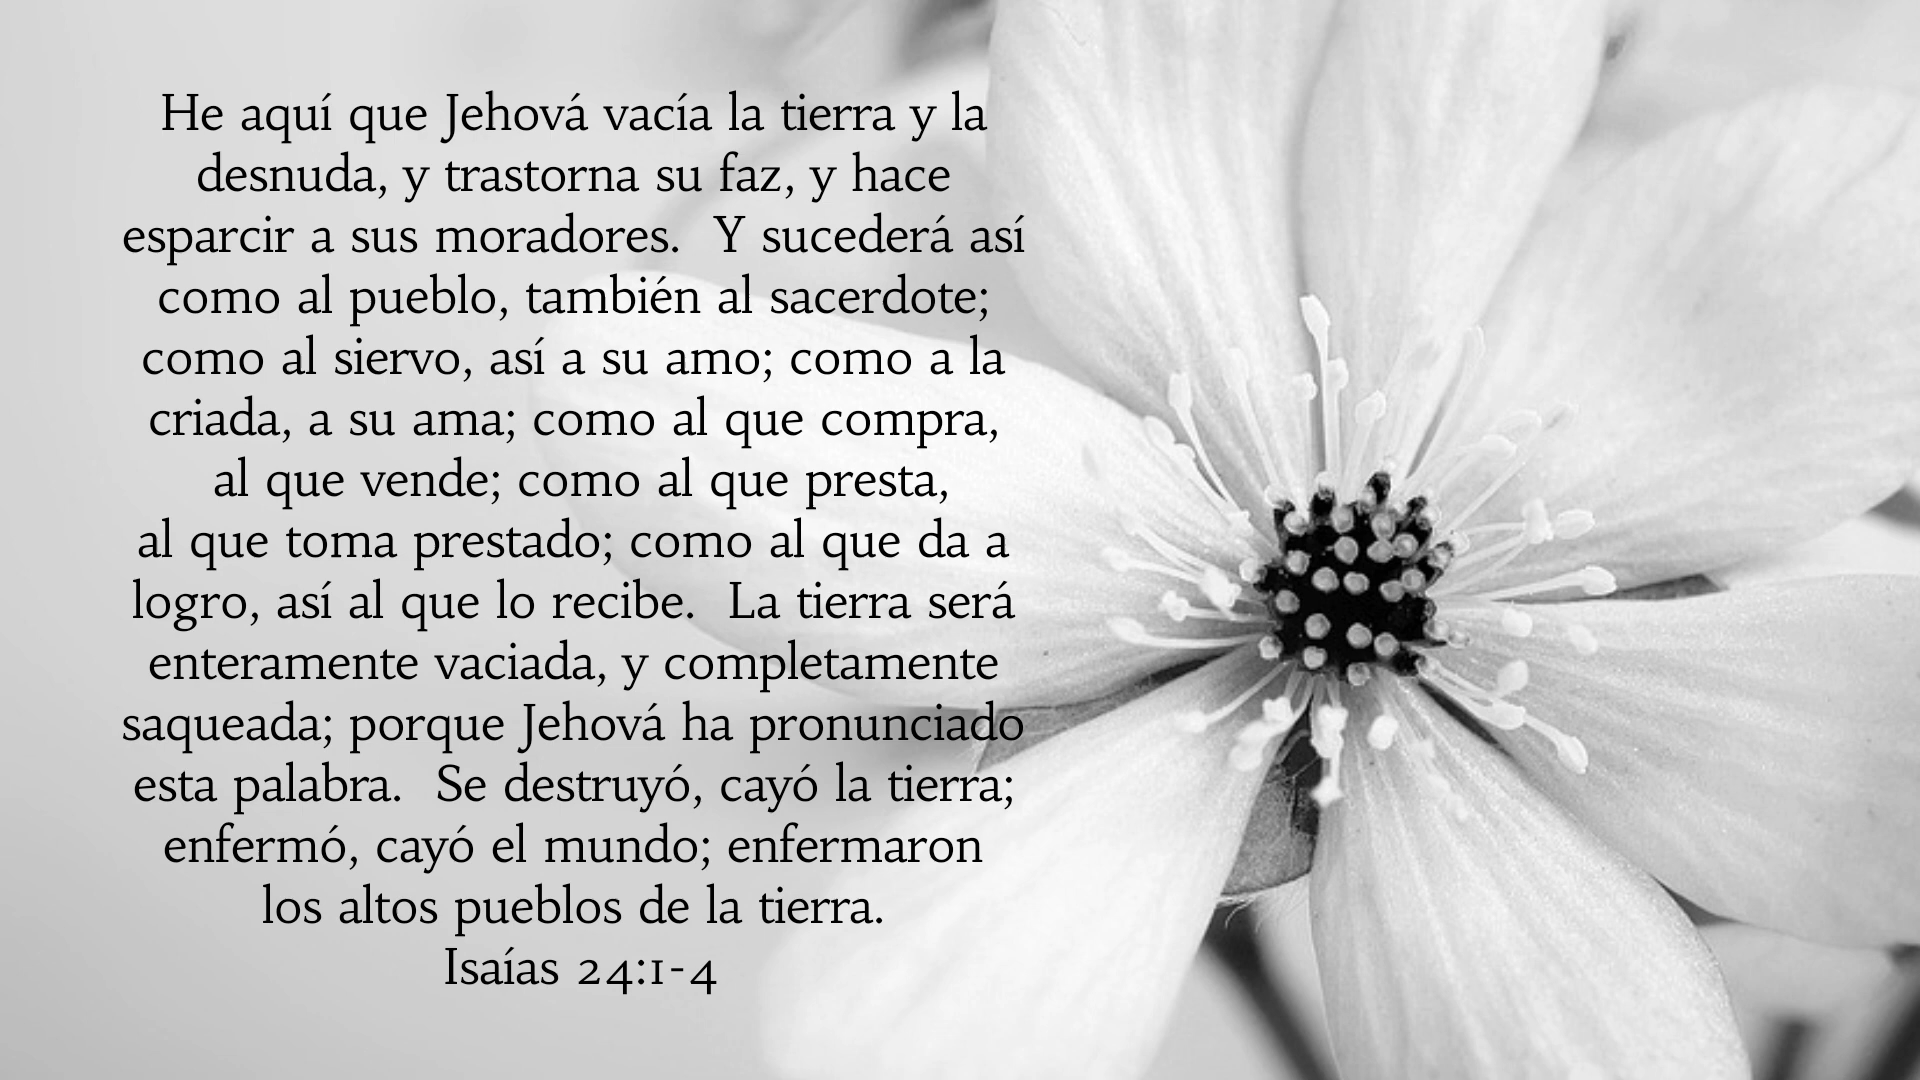 He aquí que Jehová vacía la tierra y la
desnuda, y trastorna su faz, y hace
esparcir a sus moradores.  Y sucederá así
como al pueblo, también al sacerdote;
como al siervo, así a su amo; como a la
criada, a su ama; como al que compra,
al que vende; como al que presta,
al que toma prestado; como al que da a
logro, así al que lo recibe.  La tierra será
enteramente vaciada, y completamente
saqueada; porque Jehová ha pronunciado
esta palabra.  Se destruyó, cayó la tierra;
enfermó, cayó el mundo; enfermaron
los altos pueblos de la tierra.
Isaías 24:1-4